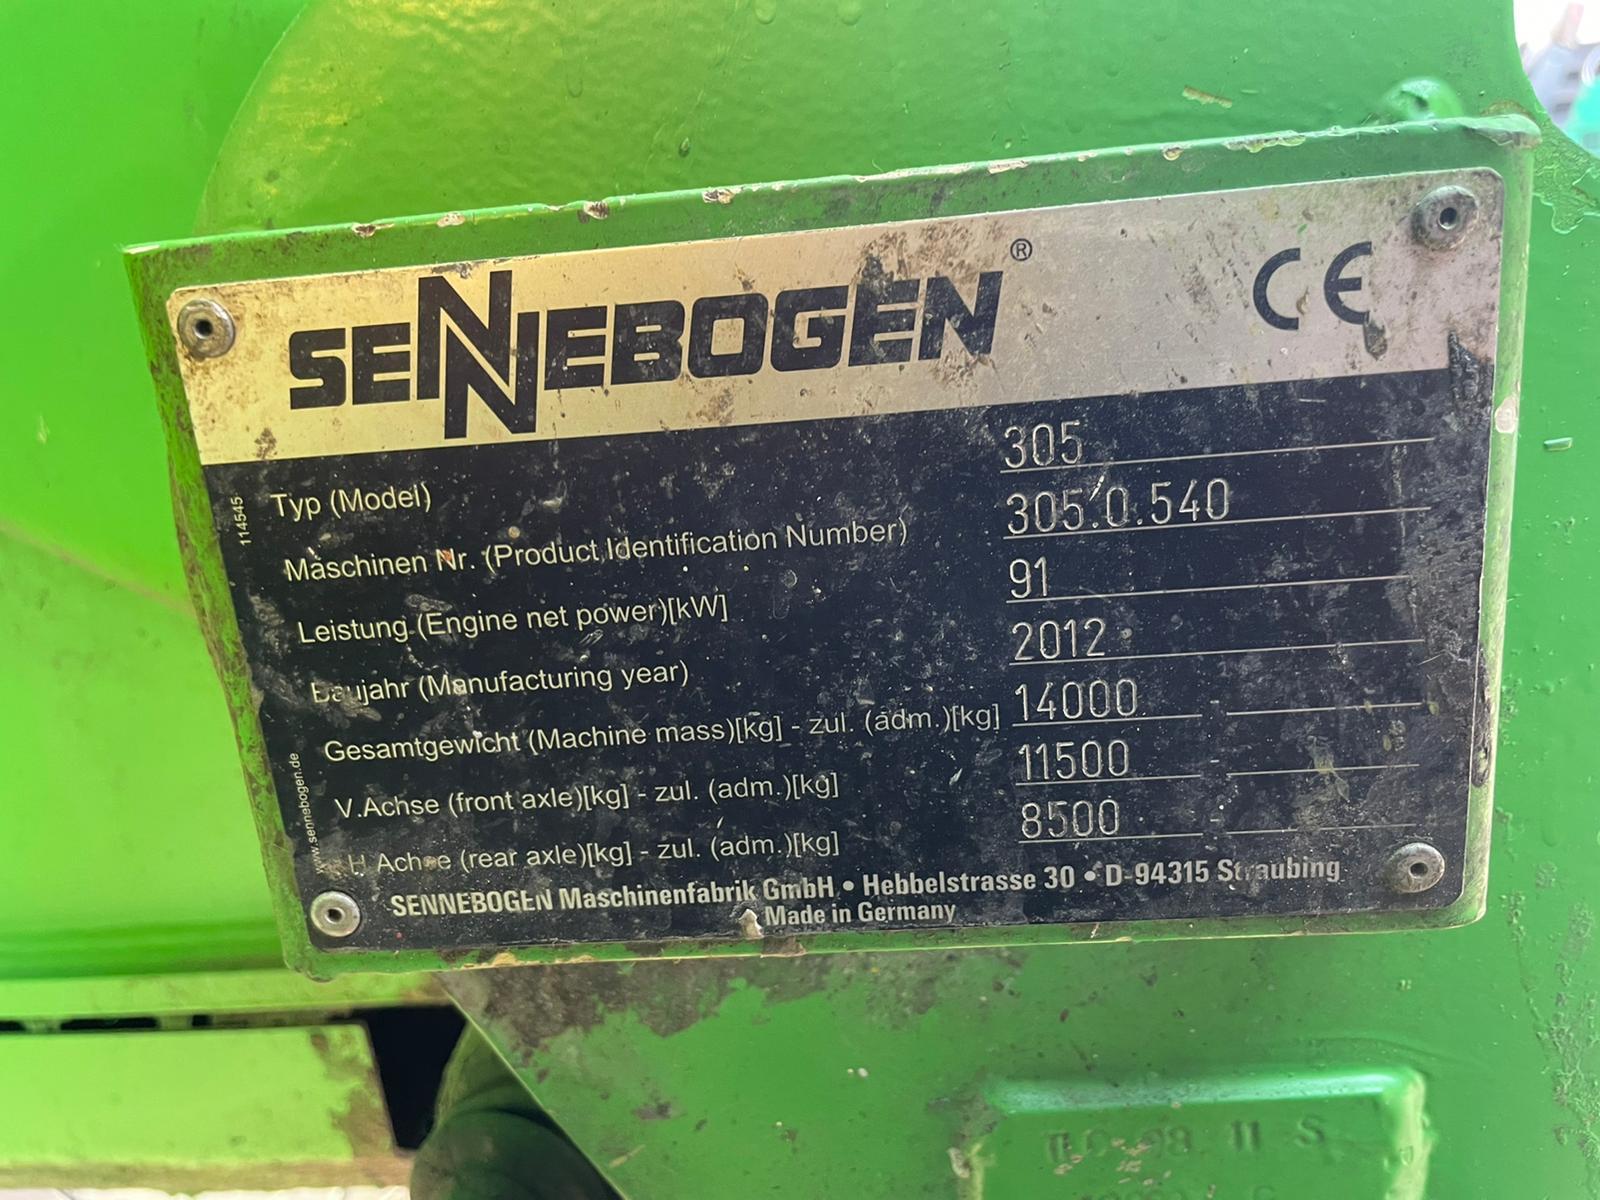 SENNEBOGEN®
CE
Typ (Model) 305
Maschinen Nr. (Product Identification Number) 305.0.540
Leistung (Engine net power)[kW] 91
Baujahr (Manufacturing year) 2012
Gesamtgewicht (Machine mass)[kg] - zul. (adm.)[kg] 14000 -
V.Achse (front axle)[kg] - zul. (adm.)[kg] 11500 -
H.Achse (rear axle)[kg] - zul. (adm.)[kg] 8500 -
SENNEBOGEN Maschinenfabrik GmbH • Hebbelstrasse 30 • D-94315 Straubing
Made in Germany
114545
www.sennebogen.de
98 11 S